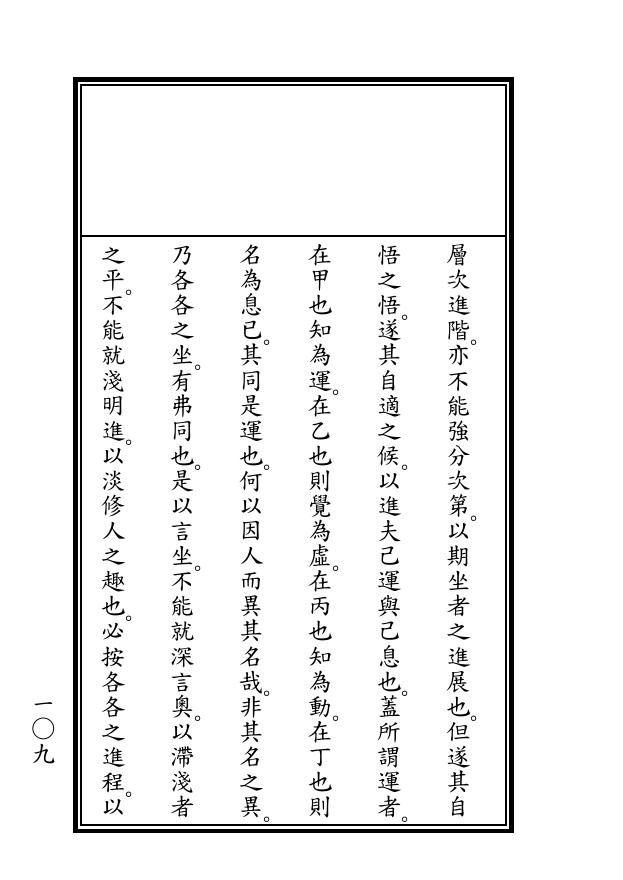 層次進階。亦不能強分次第。以期坐者之進展也。但遂其自
悟之悟。遂其自適之候。以進夫己運與己息也。蓋所謂運者。
在甲也知為運。在乙也則覺為虛。在丙也知為動。在丁也則
名為息已。其同是運也。何以因人而異其名哉。非其名之異。
乃各各之坐。有弗同也。是以言坐。不能就深言奧。以滯淺者
之平。不能就淺明進。以淡修人之趣也。必按各各之進程。以
一〇九